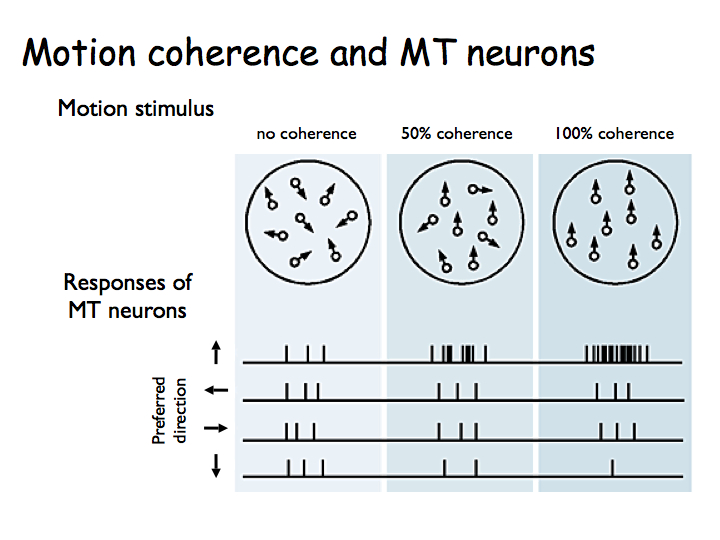 Motion coherence and MT neurons
Motion stimulus
no coherence
50% coherence
100% coherence
Responses of
MT neurons
Preferred
direction